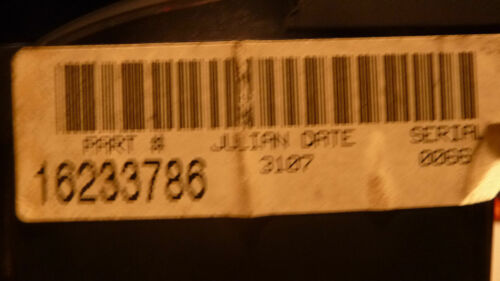 PART # JULIAN DATE SERIAL
16233786 3107 0066